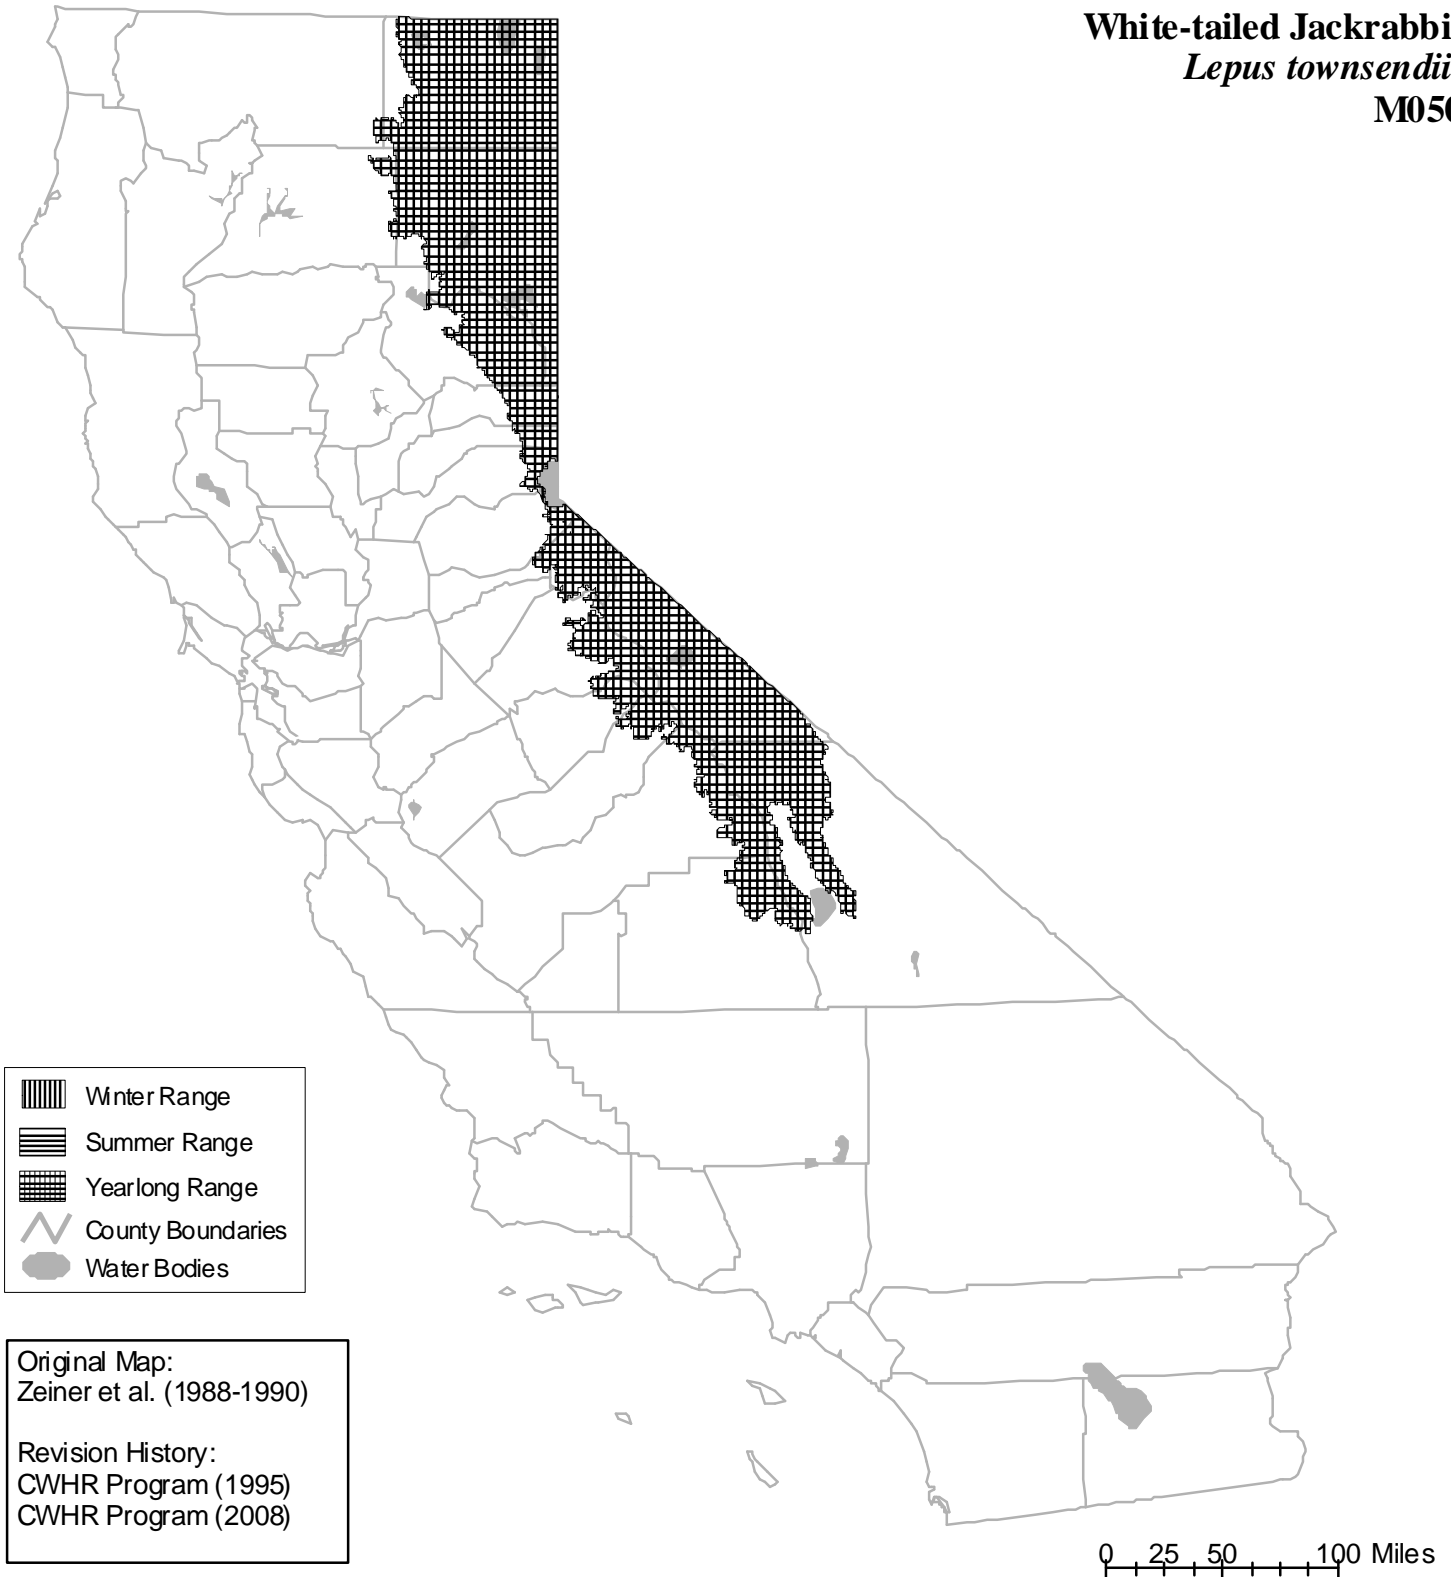 White-tailed Jackrabbi
Lepus townsendii
M050
Winter Range
Summer Range
Yearlong Range
County Boundaries
Water Bodies
Original Map:
Zeiner et al. (1988-1990)
Revision History:
CWHR Program (1995)
CWHR Program (2008)
0 25 50 100 Miles